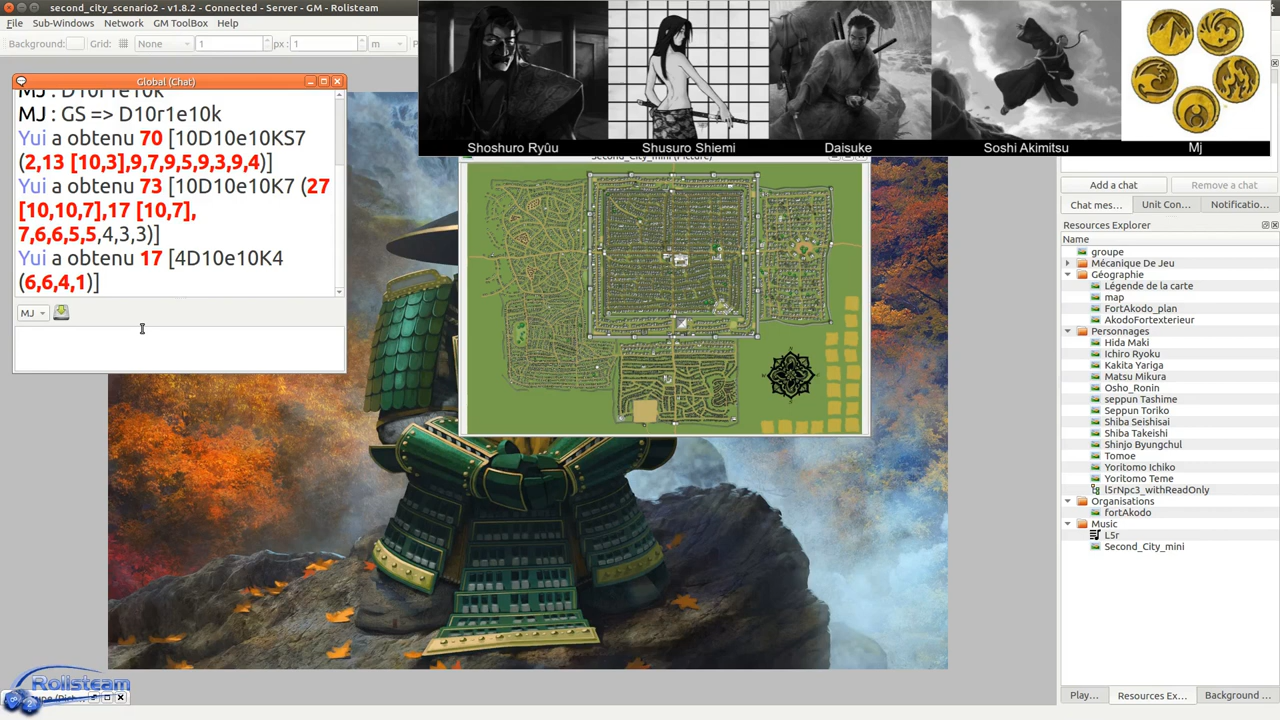 second_city_scenario2 - v1.8.2 - Connected - Server - GM - Rolisteam
File Sub-Windows Network GM ToolBox Help
Background: Grid: None 1 px : 1 m
Shoshuro Ryûu Shusuro Shiemi Daisuke Soshi Akimitsu Mj
Global (Chat)
MJ : D10r1e10k
MJ : GS => D10r1e10k
Yui a obtenu 70 [10D10e10KS7
(2,13 [10,3],9,7,9,5,9,3,9,4)]
Yui a obtenu 73 [10D10e10K7 (27
[10,10,7],17 [10,7],
7,6,6,5,5,4,3,3)]
Yui a obtenu 17 [4D10e10K4
(6,6,4,1)]
MJ
Second_City_mini (Picture)
Add a chat Remove a chat
Chat mes... Unit Con... Notificatio...
Resources Explorer
Name
groupe
Mécanique De Jeu
Géographie
Légende de la carte
map
FortAkodo_plan
AkodoFortexterieur
Personnages
Hida Maki
Ichiro Ryoku
Kakita Yariga
Matsu Mikura
Osho_Ronin
seppun Tashime
Seppun Toriko
Shiba Seishisai
Shiba Takeishi
Shinjo Byungchul
Tomoe
Yoritomo Ichiko
Yoritomo Teme
l5rNpc3_withReadOnly
Organisations
fortAkodo
Music
L5r
Second_City_mini
Play... Resources Ex... Background ...
Rolisteam